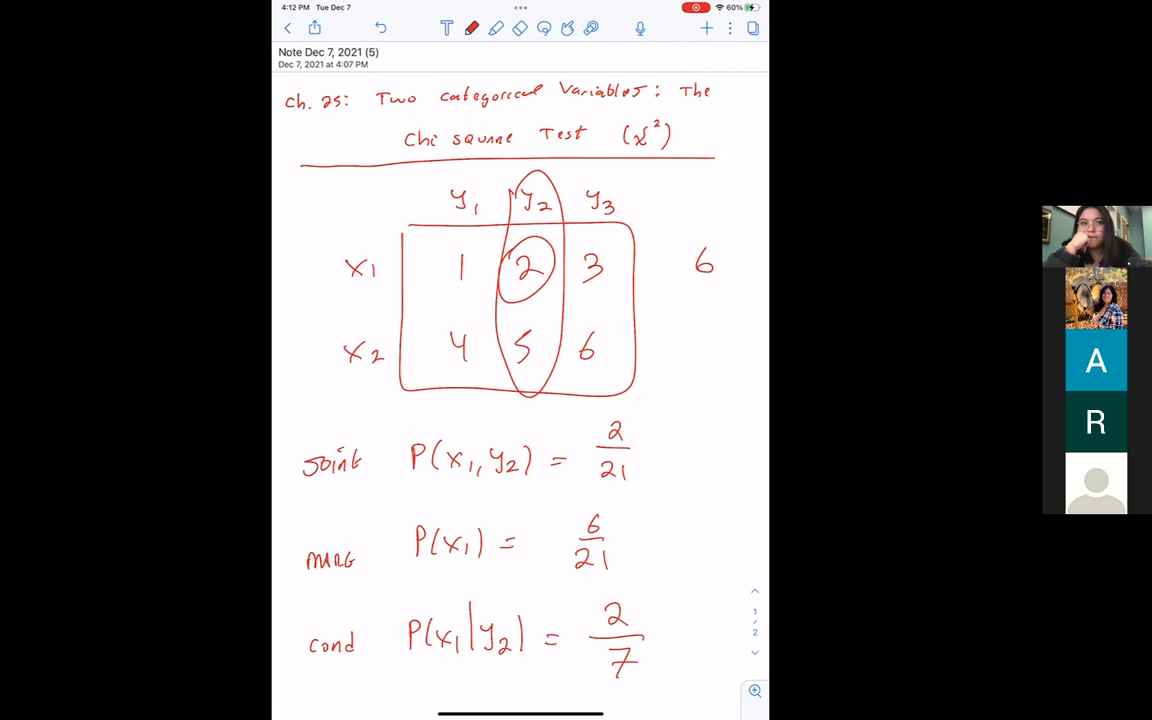 4:12 PM Tue Dec 7
60%
Note Dec 7, 2021 (5)
Dec 7, 2021 at 4:07 PM
Ch. 25: Two categorical Variables: The
Chi square Test (χ²)
y₁ y₂ y₃
x₁ 1 2 3 6
x₂ 4 5 6
Joint P(x₁, y₂) = 2/21
MARG P(x₁) = 6/21
cond P(x₁|y₂) = 2/7
1
2
A
R